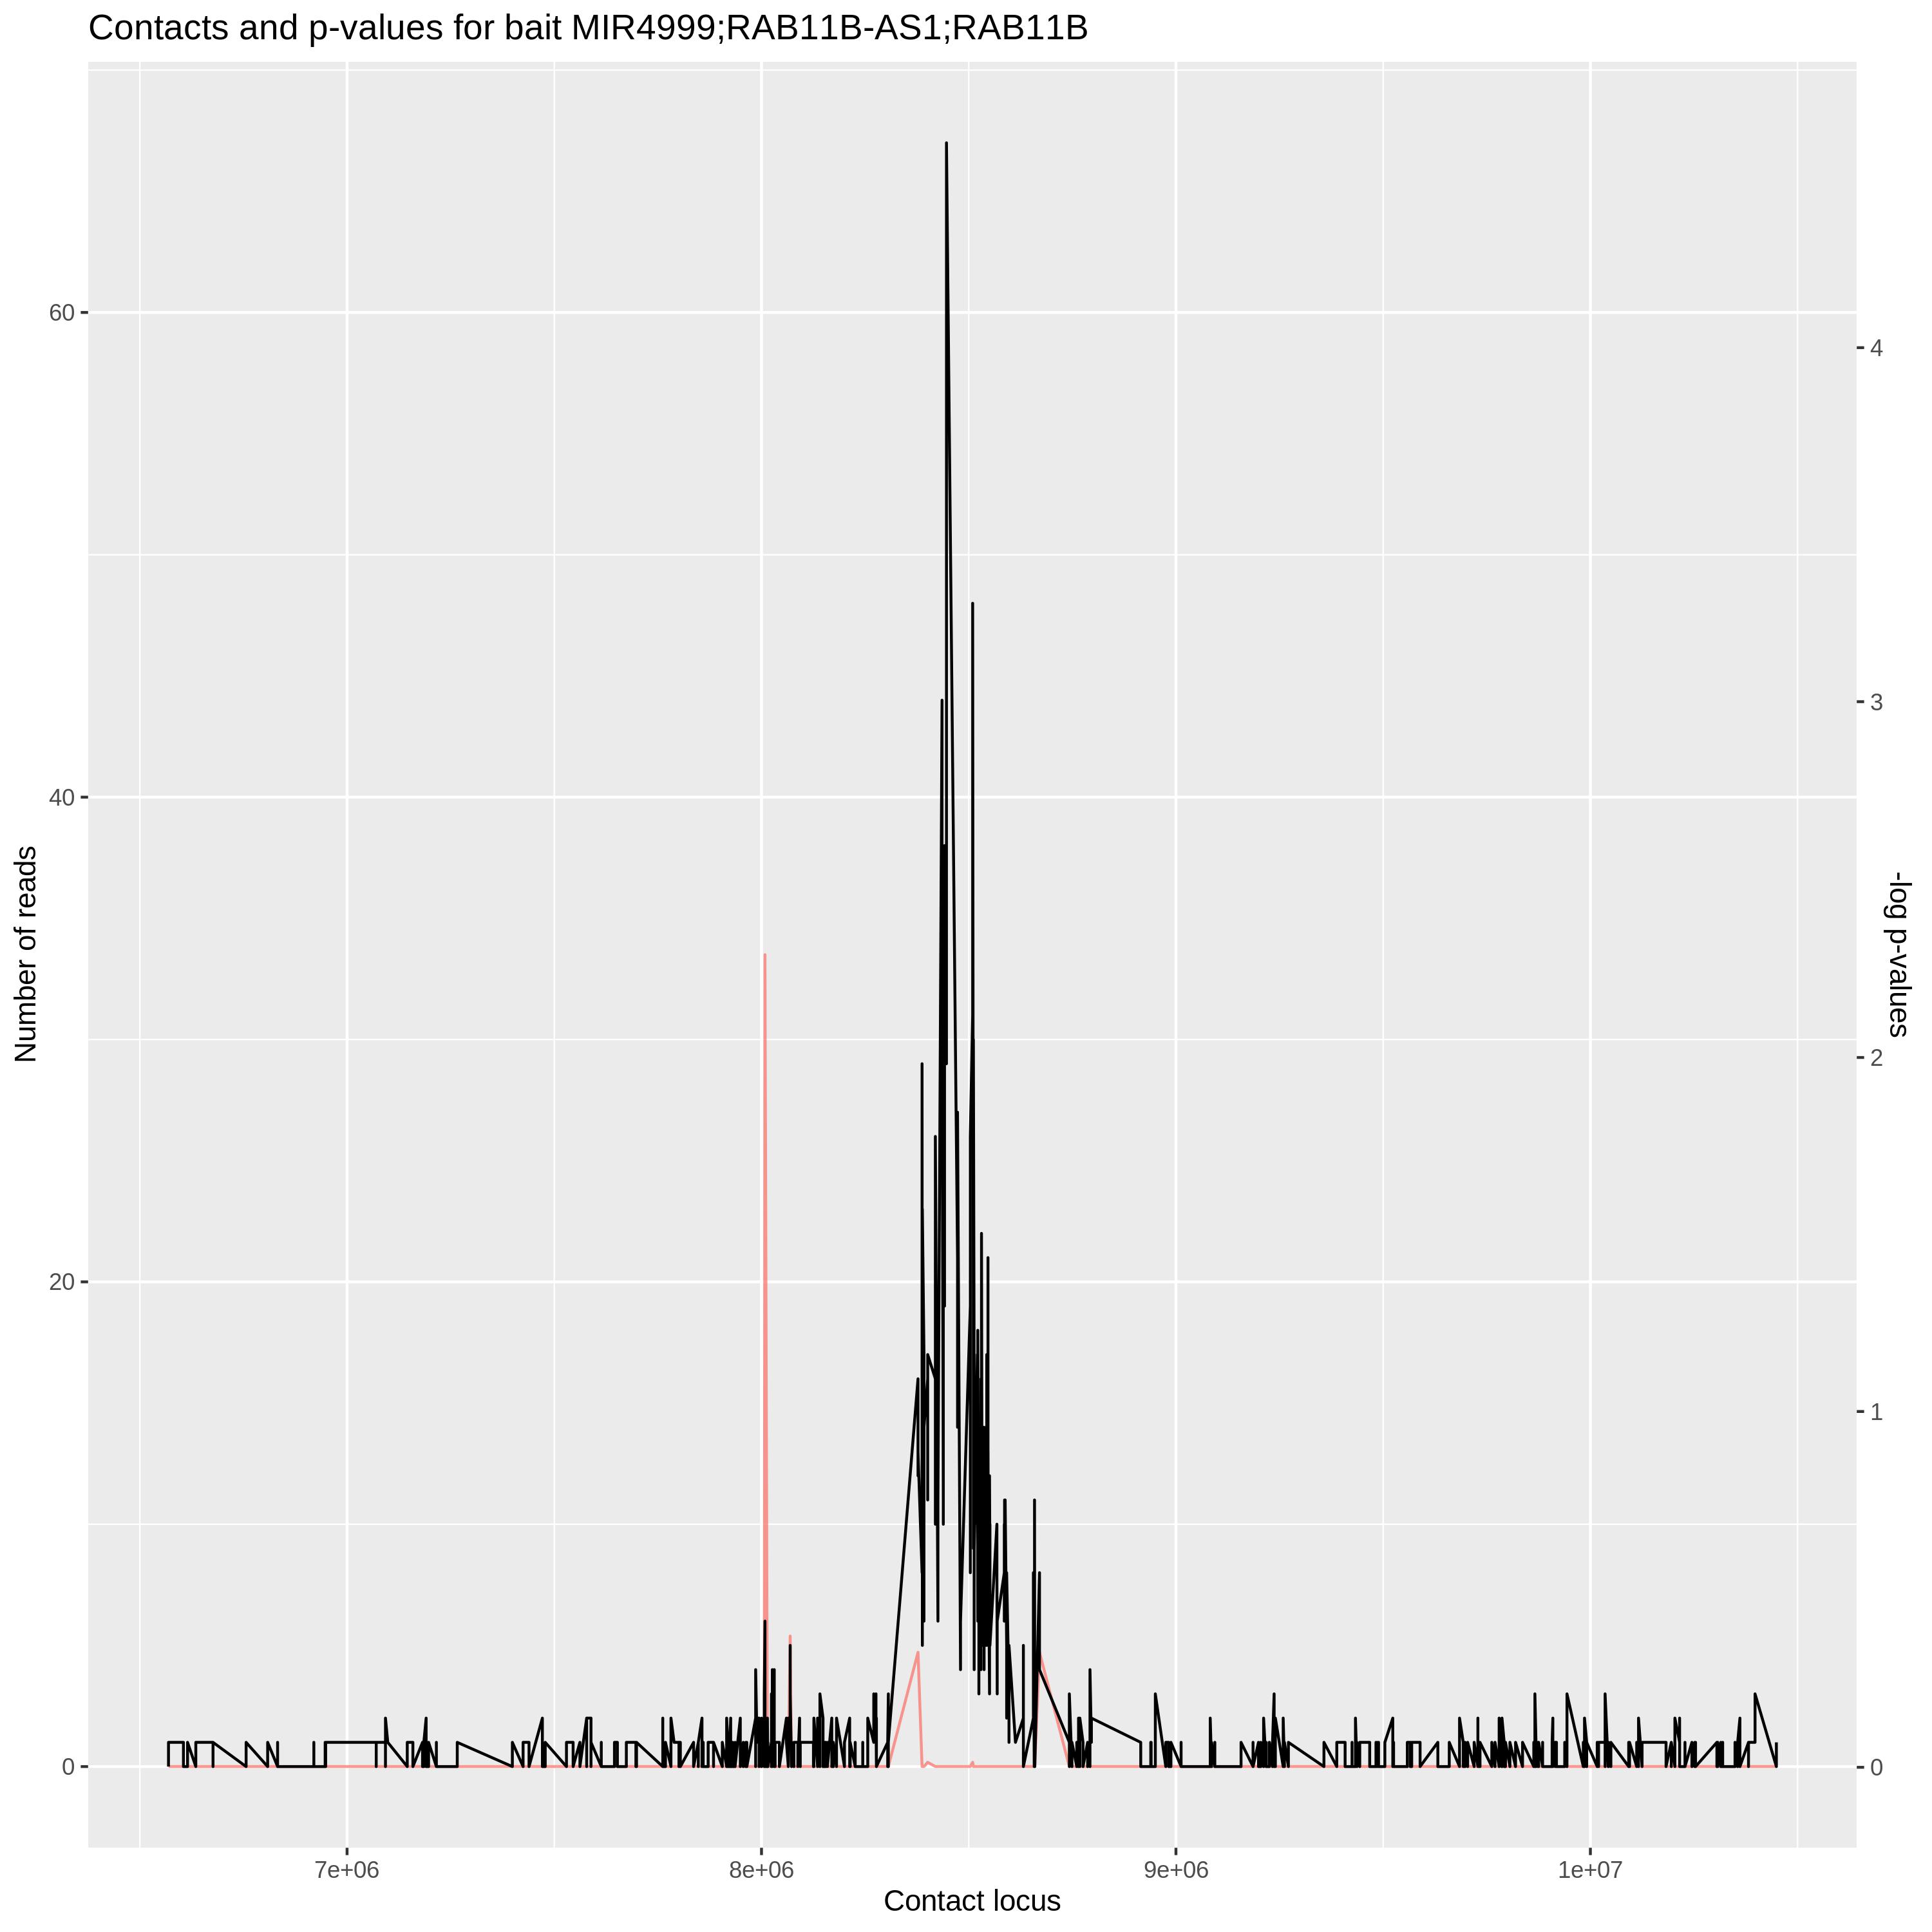 Contacts and p-values for bait MIR4999;RAB11B-AS1;RAB11B
60
40
20
0
Number of reads
4
3
2
1
0
-log p-values
7e+06
8e+06
9e+06
1e+07
Contact locus